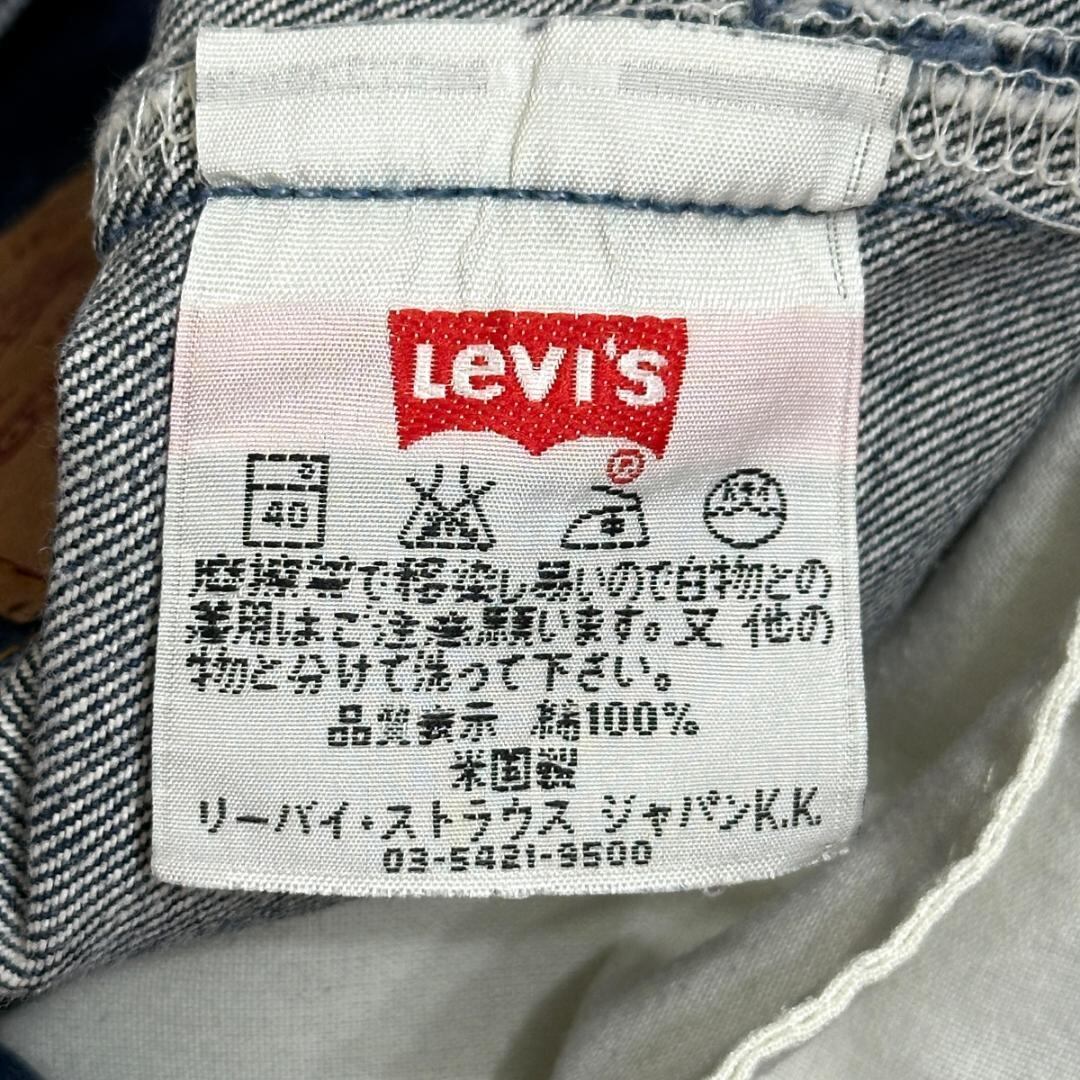 LEVI'S
®
40
感摩等で移染し易いので白物との
着用はご注意願います。又 他の
物と分けて洗って下さい。
品質表示 綿100%
米国製
リーバイ・ストラウス ジャパンK.K.
03-5421-9500